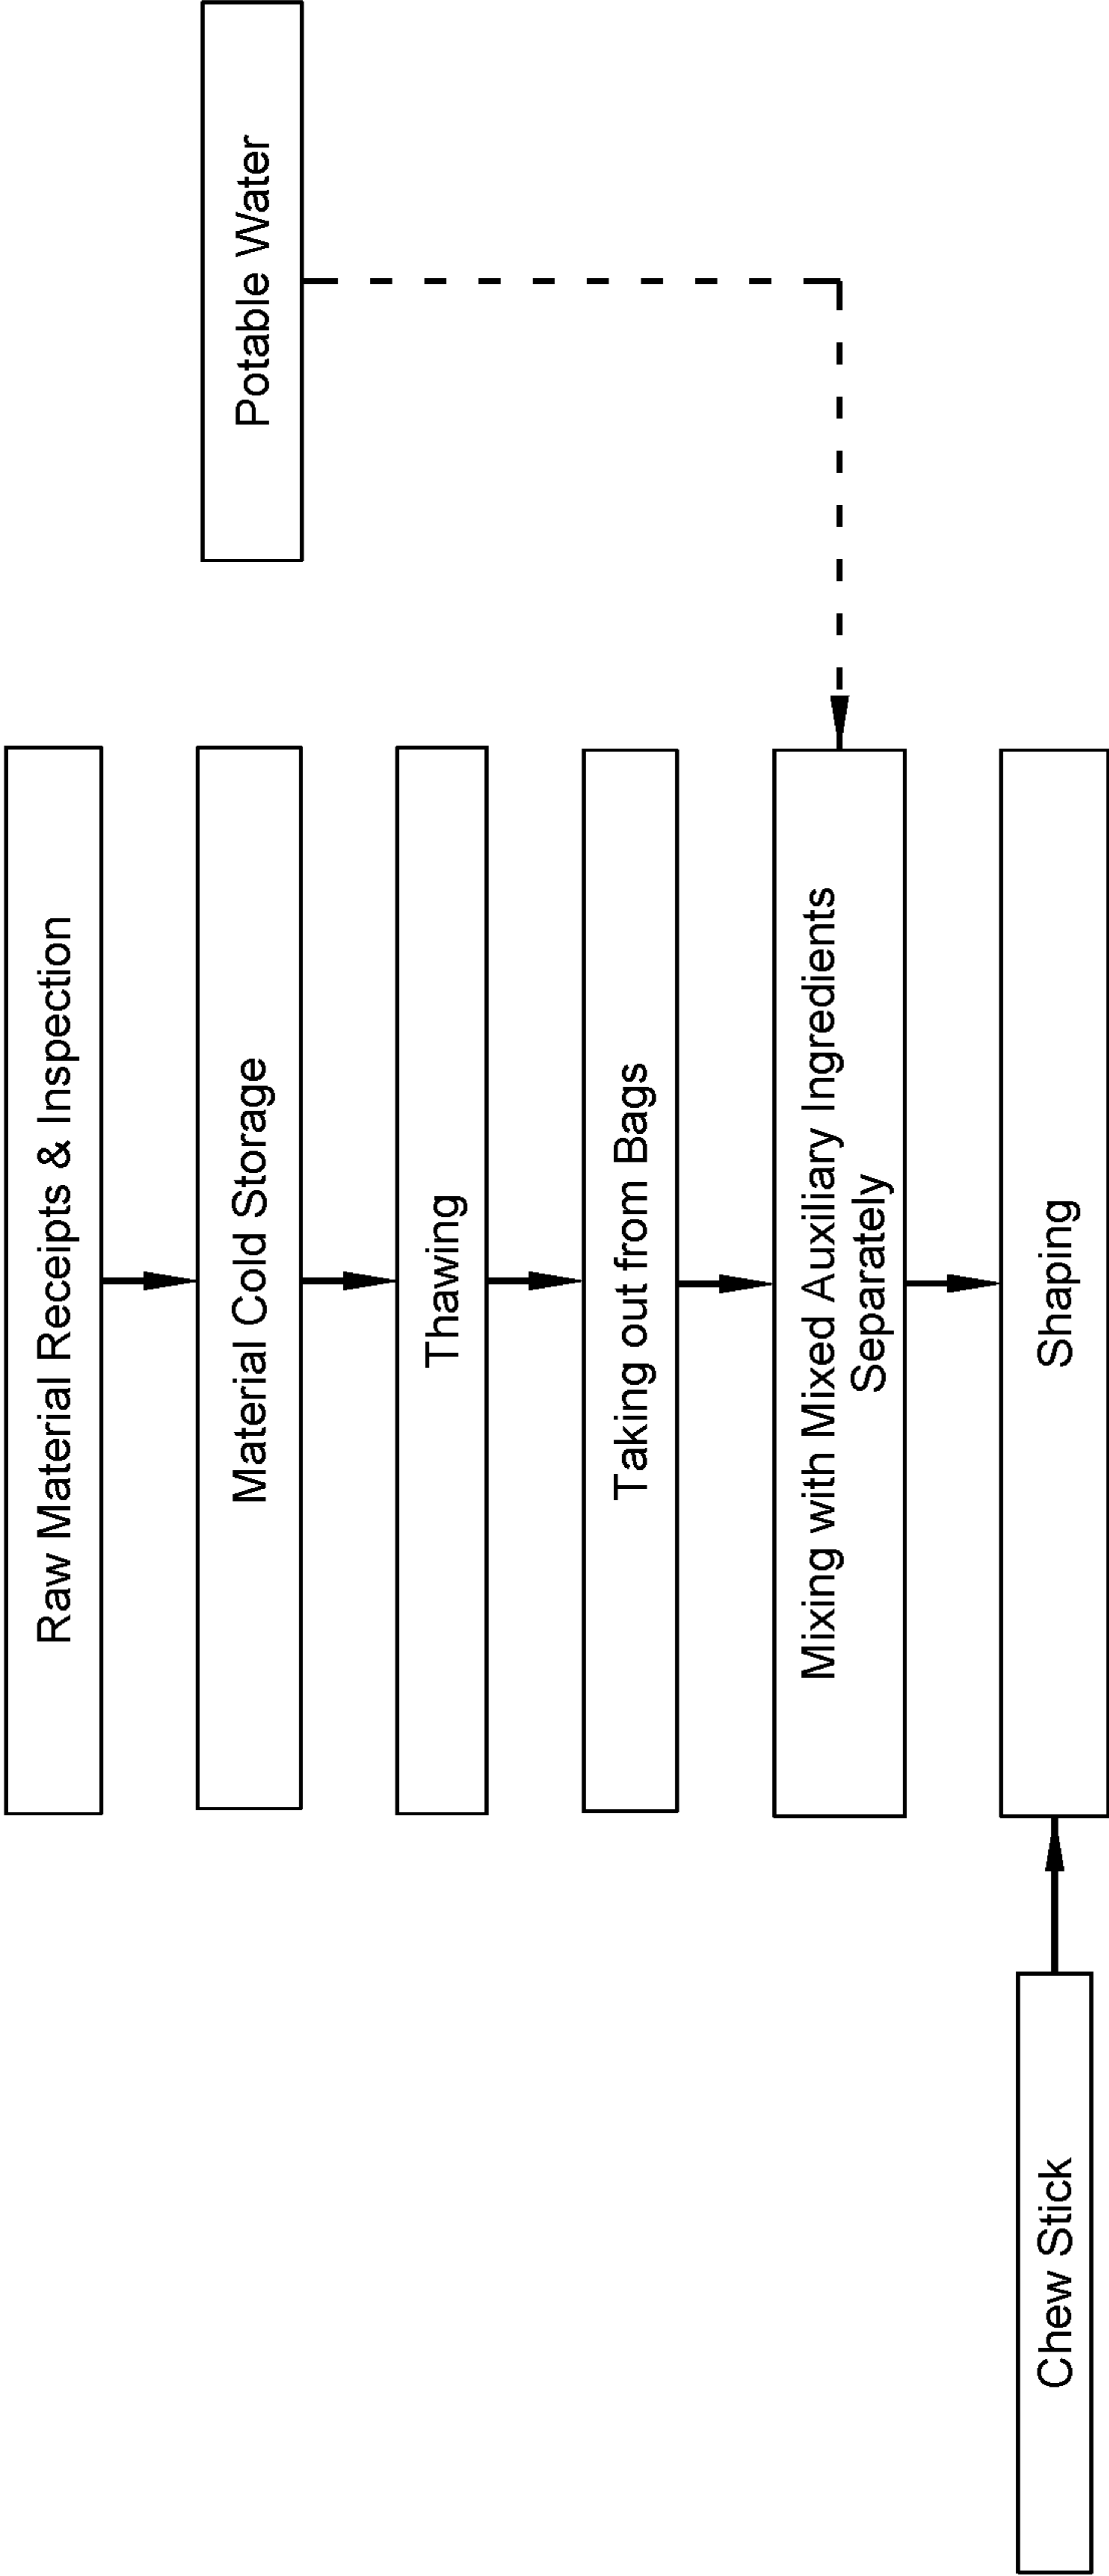 Raw Material Receipts & Inspection
Material Cold Storage
Potable Water
Thawing
Taking out from Bags
Mixing with Mixed Auxiliary Ingredients
Separately
Chew Stick
Shaping